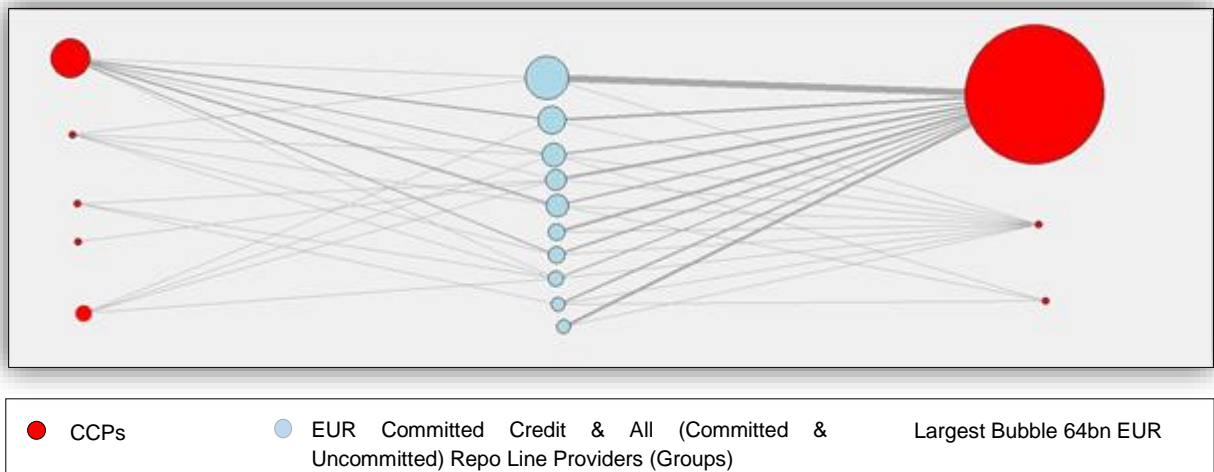 CCPs
EUR Committed Credit & All (Committed &
Uncommitted) Repo Line Providers (Groups)
Largest Bubble 64bn EUR